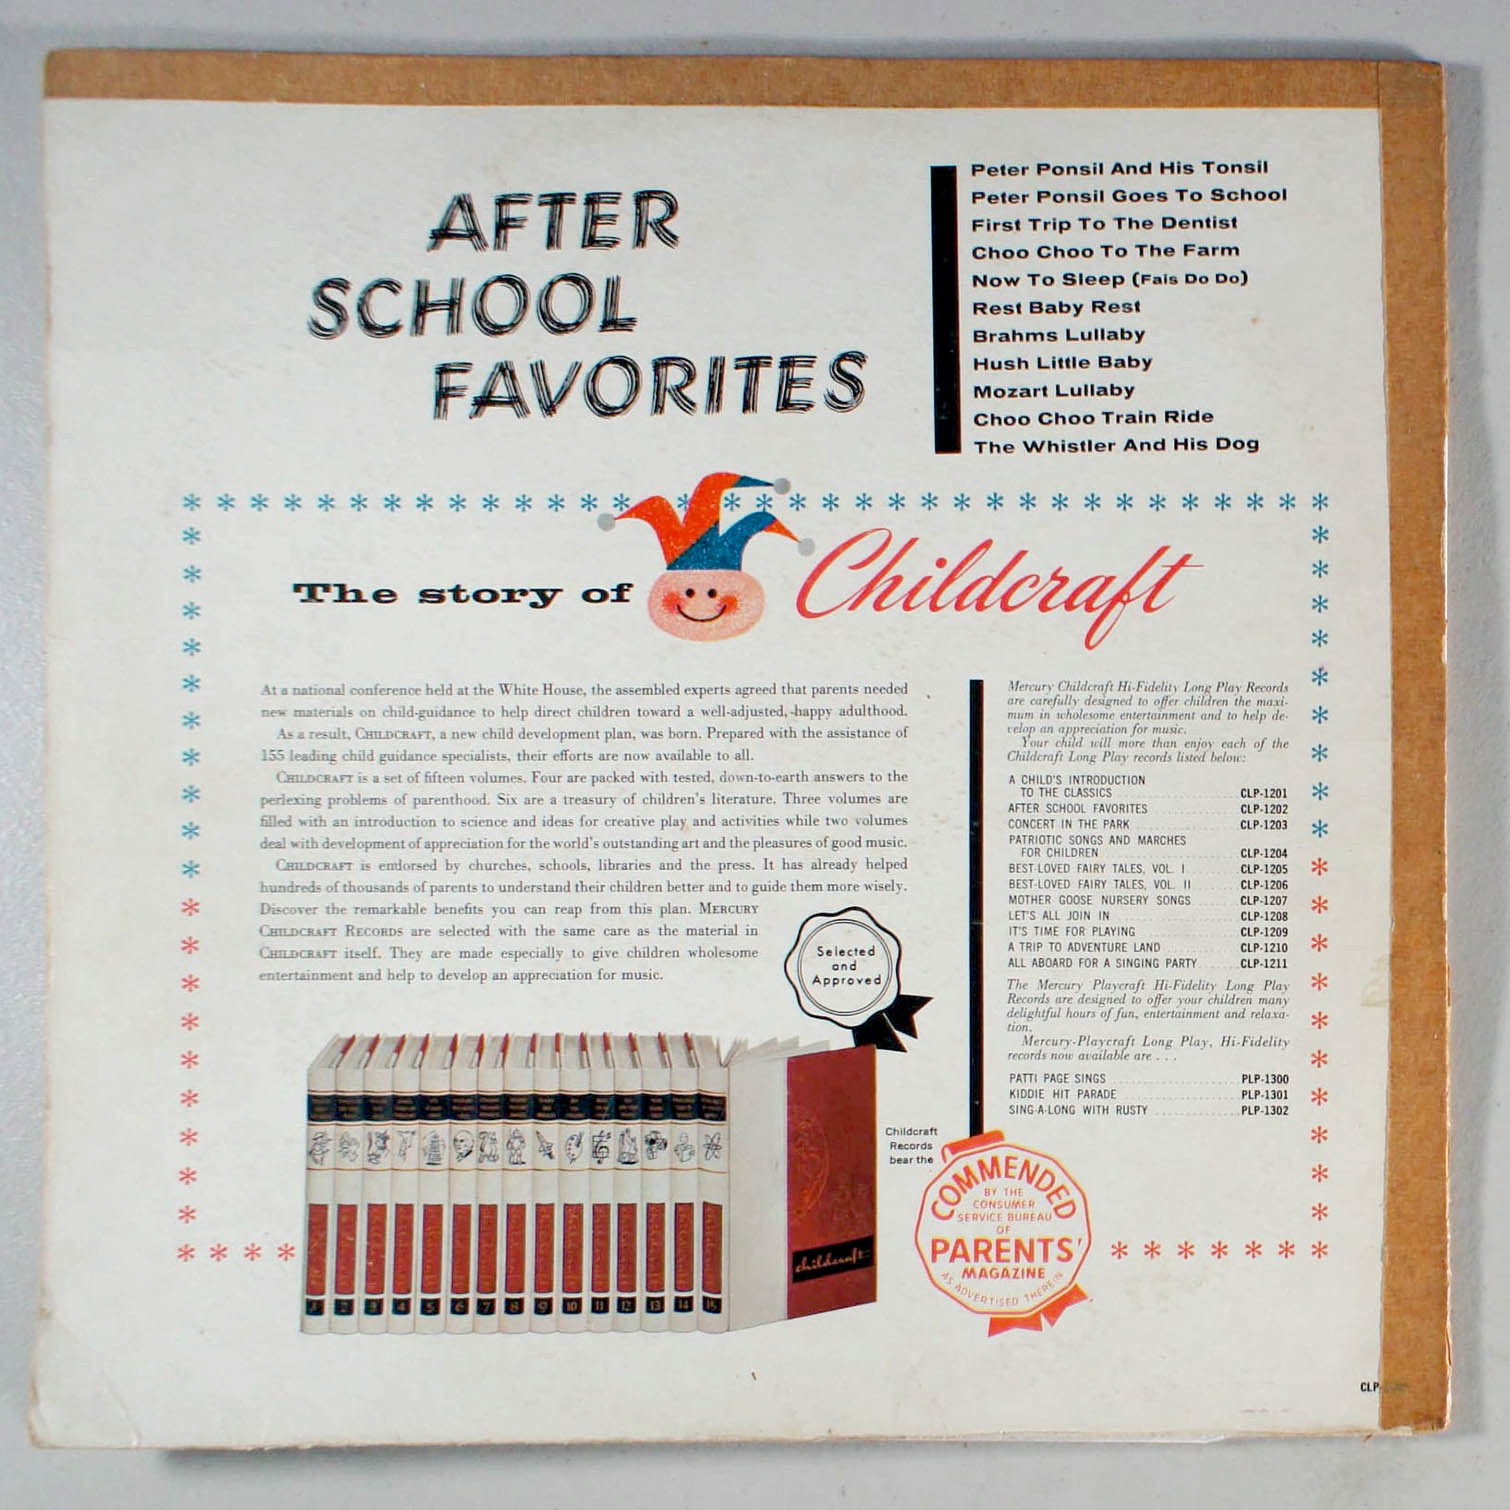 AFTER
SCHOOL
FAVORITES
Peter Ponsil And His Tonsil
Peter Ponsil Goes To School
First Trip To The Dentist
Choo Choo To The Farm
Now To Sleep (Fais Do Do)
Rest Baby Rest
Brahms Lullaby
Hush Little Baby
Mozart Lullaby
Choo Choo Train Ride
The Whistler And His Dog
The story of Childcraft
At a national conference held at the White House, the assembled experts agreed that parents needed
new materials on child-guidance to help direct children toward a well-adjusted, happy adulthood.
As a result, CHILDCRAFT, a new child development plan, was born. Prepared with the assistance of
155 leading child guidance specialists, their efforts are now available to all.
CHILDCRAFT is a set of fifteen volumes. Four are packed with tested, down-to-earth answers to the
perlexing problems of parenthood. Six are a treasury of children's literature. Three volumes are
filled with an introduction to science and ideas for creative play and activities while two volumes
deal with development of appreciation for the world's outstanding art and the pleasures of good music.
CHILDCRAFT is endorsed by churches, schools, libraries and the press. It has already helped
hundreds of thousands of parents to understand their children better and to guide them more wisely.
Discover the remarkable benefits you can reap from this plan. MERCURY
CHILDCRAFT RECORDS are selected with the same care as the material in
CHILDCRAFT itself. They are made especially to give children wholesome
entertainment and help to develop an appreciation for music.
Selected
and
Approved
Mercury Childcraft Hi-Fidelity Long Play Records
are carefully designed to offer children the maxi-
mum in wholesome entertainment and to help de-
velop an appreciation for music.
Your child will more than enjoy each of the
Childcraft Long Play records listed below:
A CHILD'S INTRODUCTION
TO THE CLASSICS CLP-1201
AFTER SCHOOL FAVORITES CLP-1202
CONCERT IN THE PARK CLP-1203
PATRIOTIC SONGS AND MARCHES
FOR CHILDREN CLP-1204
BEST-LOVED FAIRY TALES, VOL. I CLP-1205
BEST-LOVED FAIRY TALES, VOL. II CLP-1206
MOTHER GOOSE NURSERY SONGS CLP-1207
LET'S ALL JOIN IN CLP-1208
IT'S TIME FOR PLAYING CLP-1209
A TRIP TO ADVENTURE LAND CLP-1210
ALL ABOARD FOR A SINGING PARTY CLP-1211
The Mercury Playcraft Hi-Fidelity Long Play
Records are designed to offer your children many
delightful hours of fun, entertainment and relaxa-
tion.
Mercury-Playcraft Long Play, Hi-Fidelity
records now available are . . .
PATTI PAGE SINGS PLP-1300
KIDDIE HIT PARADE PLP-1301
SING-A-LONG WITH RUSTY PLP-1302
childcraft
1 2 3 4 5 6 7 8 9 10 11 12 13 14 15
Childcraft
Records
bear the
COMMENDED
BY THE
CONSUMER
SERVICE BUREAU
OF
PARENTS'
MAGAZINE
AS ADVERTISED THEREIN
CLP